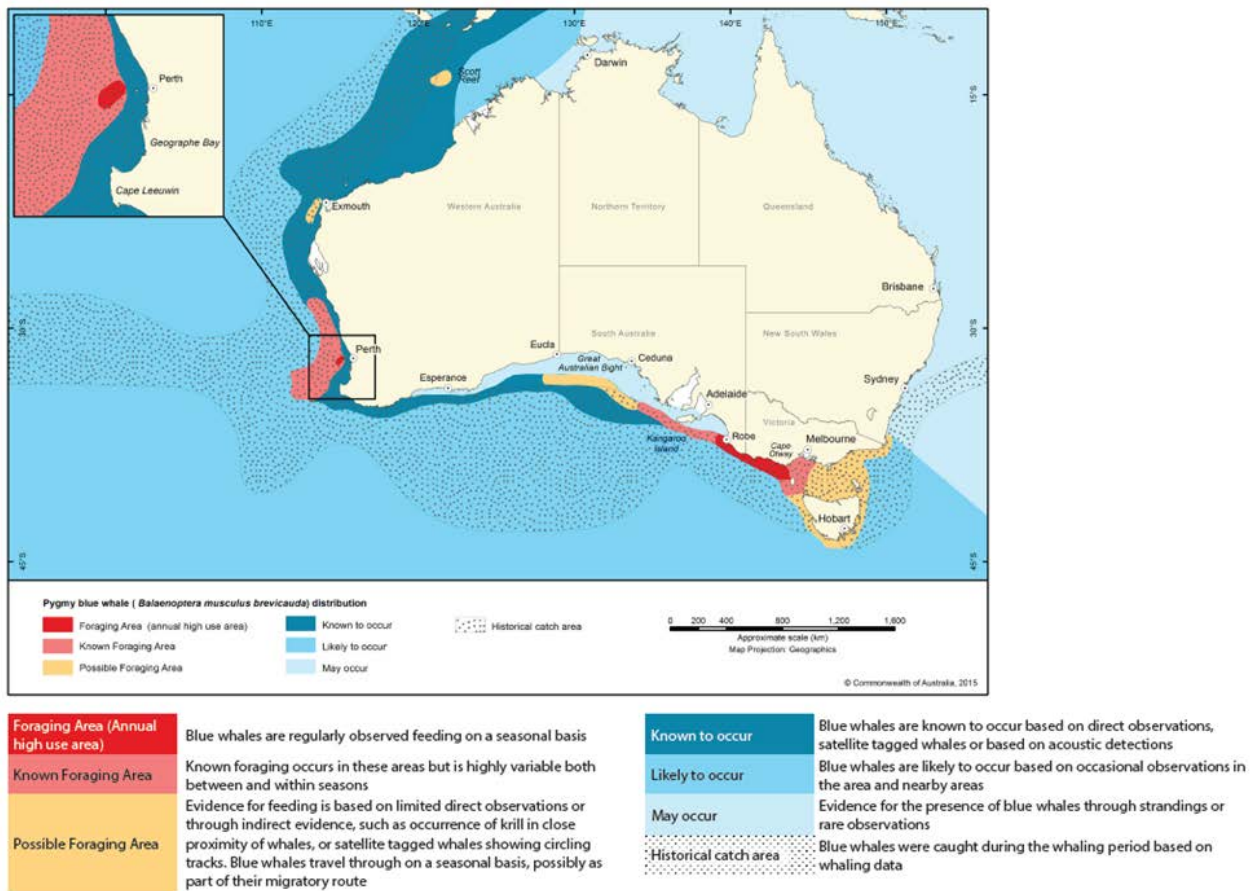 110°E
120°E
130°E
140°E
150°E
Perth
Geographe Bay
Cape Leeuwin
Scott
Reef
Darwin
15°S
15°S
Exmouth
Western Australia
Northern Territory
Queensland
Brisbane
30°S
30°S
South Australia
New South Wales
Perth
Esperance
Eucla
Great
Australian Bight
Ceduna
Sydney
Adelaide
Victoria
Kangaroo
Island
Robe
Cape
Otway
Melbourne
Hobart
45°S
45°S
Pygmy blue whale ( Balaenoptera musculus brevicauda) distribution
Foraging Area (annual high use area)
Known Foraging Area
Possible Foraging Area
Known to occur
Likely to occur
May occur
Historical catch area
0 200 400 800 1,200 1,600
Approximate scale (km)
Map Projection: Geographics
© Commonwealth of Australia, 2015
Foraging Area (Annual
high use area)
Blue whales are regularly observed feeding on a seasonal basis
Known Foraging Area
Known foraging occurs in these areas but is highly variable both
between and within seasons
Possible Foraging Area
Evidence for feeding is based on limited direct observations or
through indirect evidence, such as occurrence of krill in close
proximity of whales, or satellite tagged whales showing circling
tracks. Blue whales travel through on a seasonal basis, possibly as
part of their migratory route
Known to occur
Blue whales are known to occur based on direct observations,
satellite tagged whales or based on acoustic detections
Likely to occur
Blue whales are likely to occur based on occasional observations in
the area and nearby areas
May occur
Evidence for the presence of blue whales through strandings or
rare observations
Historical catch area
Blue whales were caught during the whaling period based on
whaling data